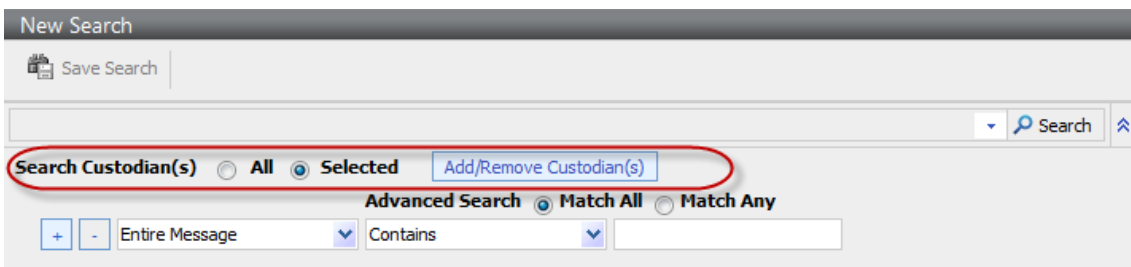 New Search
Save Search
Search
Search Custodian(s) All Selected Add/Remove Custodian(s)
Advanced Search Match All Match Any
+ - Entire Message Contains